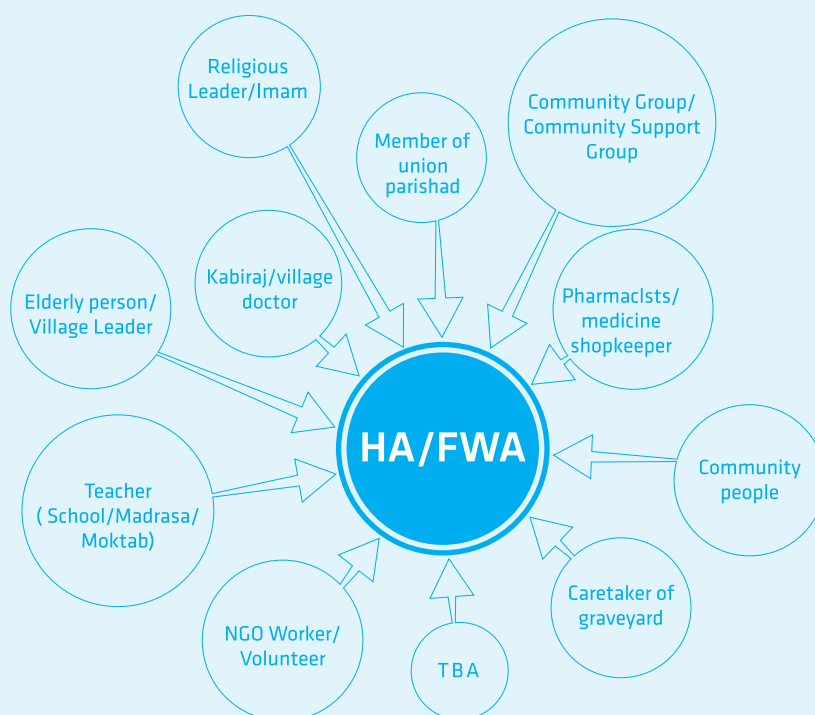 Religious
Leader/Imam
Member of
union
parishad
Community Group/
Community Support
Group
Kabiraj/village
doctor
Elderly person/
Village Leader
Pharmaclsts/
medicine
shopkeeper
HA/FWA
Teacher
( School/Madrasa/
Moktab)
Community
people
NGO Worker/
Volunteer
TBA
Caretaker of
graveyard